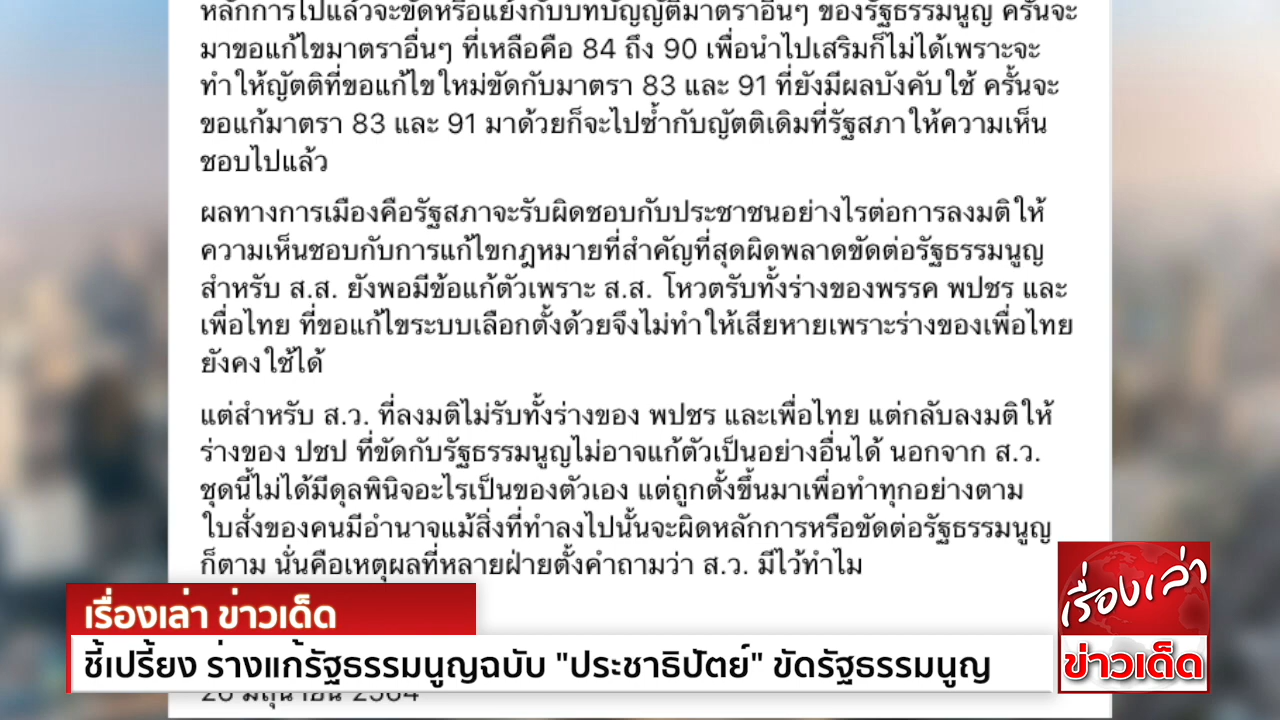 หลักการไปแล้วจะขัดหรือแย้งกับบทบัญญัติมาตราอื่นๆ ของรัฐธรรมนูญ ครั้นจะ
มาขอแก้ไขมาตราอื่นๆ ที่เหลือคือ 84 ถึง 90 เพื่อนำไปเสริมก็ไม่ได้เพราะจะ
ทำให้ญัตติที่ขอแก้ไขใหม่ขัดกับมาตรา 83 และ 91 ที่ยังมีผลบังคับใช้ ครั้นจะ
ขอแก้มาตรา 83 และ 91 มาด้วยก็จะไปซ้ำกับญัตติเดิมที่รัฐสภาให้ความเห็น
ชอบไปแล้ว
ผลทางการเมืองคือรัฐสภาจะรับผิดชอบกับประชาชนอย่างไรต่อการลงมติให้
ความเห็นชอบกับการแก้ไขกฎหมายที่สำคัญที่สุดผิดพลาดขัดต่อรัฐธรรมนูญ
สำหรับ ส.ส. ยังพอมีข้อแก้ตัวเพราะ ส.ส. โหวตรับทั้งร่างของพรรค พปชร และ
เพื่อไทย ที่ขอแก้ไขระบบเลือกตั้งด้วยจึงไม่ทำให้เสียหายเพราะร่างของเพื่อไทย
ยังคงใช้ได้
แต่สำหรับ ส.ว. ที่ลงมติไม่รับทั้งร่างของ พปชร และเพื่อไทย แต่กลับลงมติให้
ร่างของ ปชป ที่ขัดกับรัฐธรรมนูญไม่อาจแก้ตัวเป็นอย่างอื่นได้ นอกจาก ส.ว.
ชุดนี้ไม่ได้มีดุลพินิจอะไรเป็นของตัวเอง แต่ถูกตั้งขึ้นมาเพื่อทำทุกอย่างตาม
ใบสั่งของคนมีอำนาจแม้สิ่งที่ทำลงไปนั้นจะผิดหลักการหรือขัดต่อรัฐธรรมนูญ
ก็ตาม นั่นคือเหตุผลที่หลายฝ่ายตั้งคำถามว่า ส.ว. มีไว้ทำไม
เรื่องเล่า ข่าวเด็ด
ชี้เปรี้ยง ร่างแก้รัฐธรรมนูญฉบับ "ประชาธิปัตย์" ขัดรัฐธรรมนูญ
26 มิถุนายน 2564
เรื่องเล่า
ข่าวเด็ด